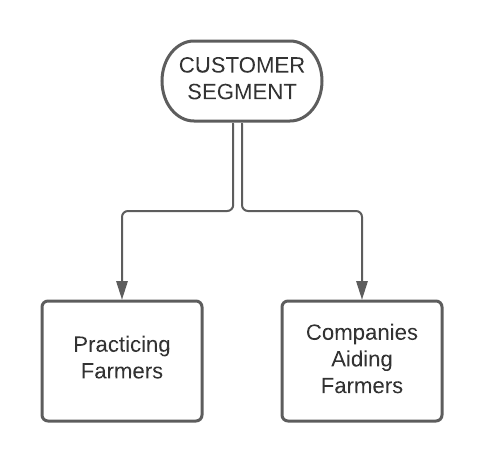 CUSTOMER
SEGMENT
Practicing
Farmers
Companies
Aiding
Farmers